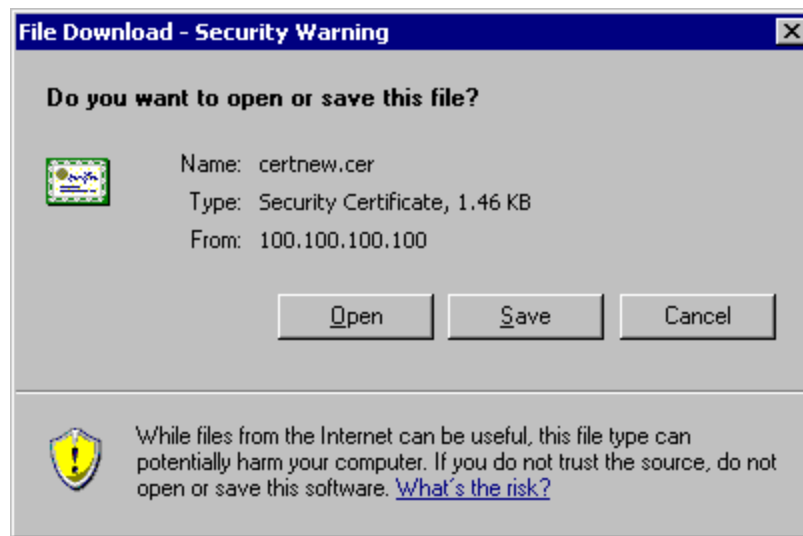 File Download - Security Warning
Do you want to open or save this file?
Name: certnew.cer
Type: Security Certificate, 1.46 KB
From: 100.100.100.100
Open Save Cancel
While files from the Internet can be useful, this file type can
potentially harm your computer. If you do not trust the source, do not
open or save this software. What's the risk?